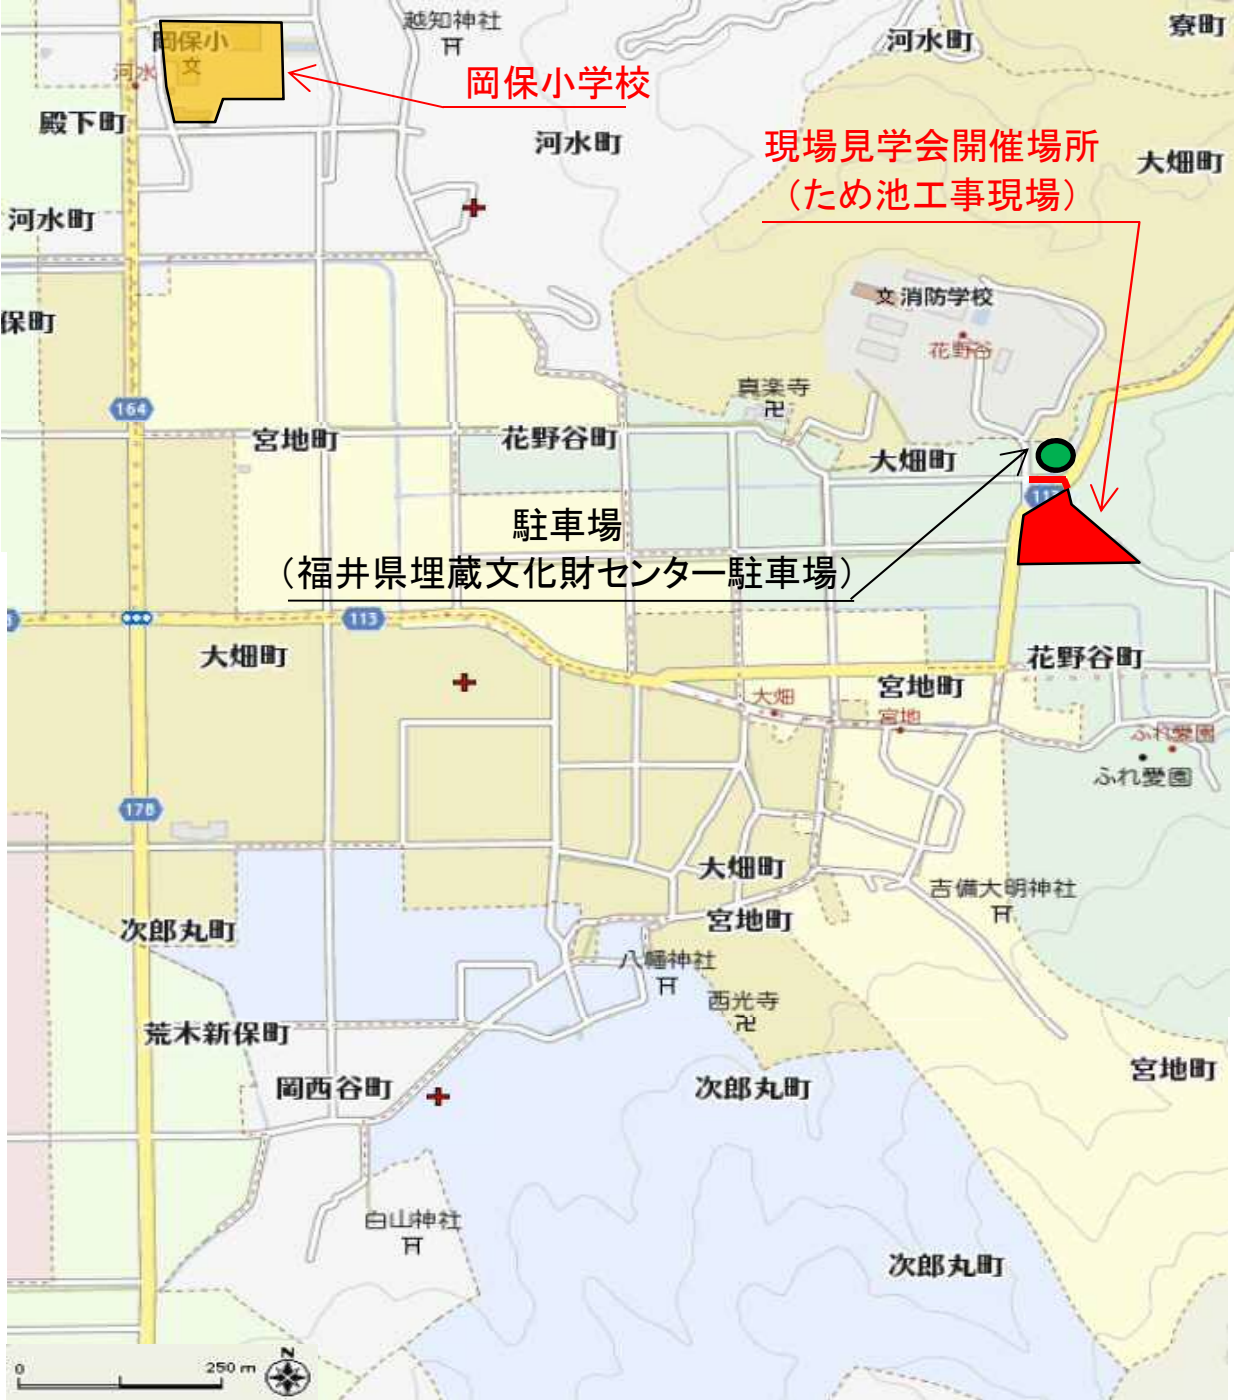 越知神社
寮町
河水町
岡保小
文
河水
岡保小学校
殿下町
河水町
現場見学会開催場所
（ため池工事現場）
大畑町
河水町
文 消防学校
保町
花野谷
真楽寺
164
宮地町
花野谷町
大畑町
駐車場
（福井県埋蔵文化財センター駐車場）
113
大畑町
花野谷町
宮地町
大畑
宮地
ふれ愛園
ふれ愛園
178
大畑町
吉備大明神社
次郎丸町
宮地町
八幡神社
西光寺
荒木新保町
宮地町
岡西谷町
次郎丸町
白山神社
次郎丸町
N
0
250 m